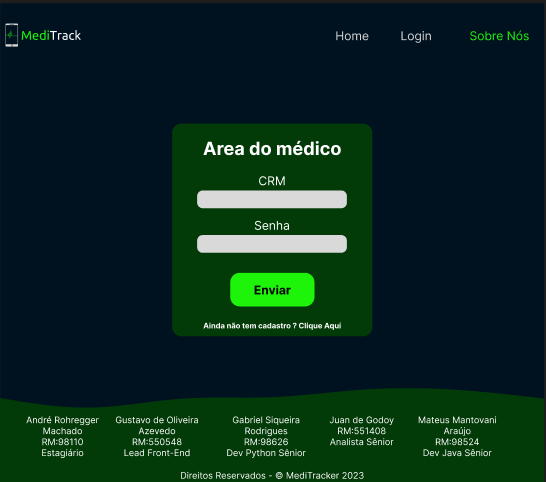 MediTrack
Home Login Sobre Nós
Area do médico
CRM
Senha
Enviar
Ainda não tem cadastro ? Clique Aqui
André Rohregger
Machado
RM:98110
Estagiário
Gustavo de Oliveira
Azevedo
RM:550548
Lead Front-End
Gabriel Siqueira
Rodrigues
RM:98626
Dev Python Sênior
Juan de Godoy
RM:551408
Analista Sênior
Mateus Mantovani
Araújo
RM:98524
Dev Java Sênior
Direitos Reservados - © MediTracker 2023